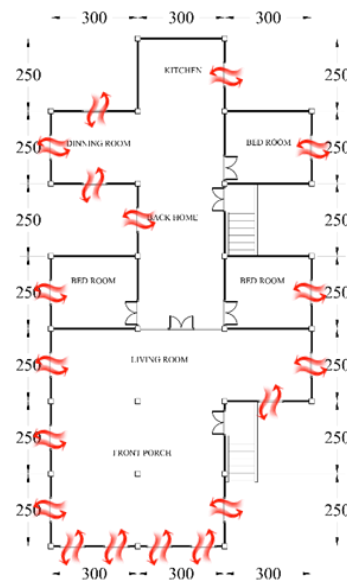 300 300 300
250 KITCHEN 250
250 DINNING ROOM BED ROOM 250
250 BACK HOME 250
250 BED ROOM BED ROOM 250
250 LIVING ROOM 250
250 FRONT PORCH 250
250 250
300 300 300